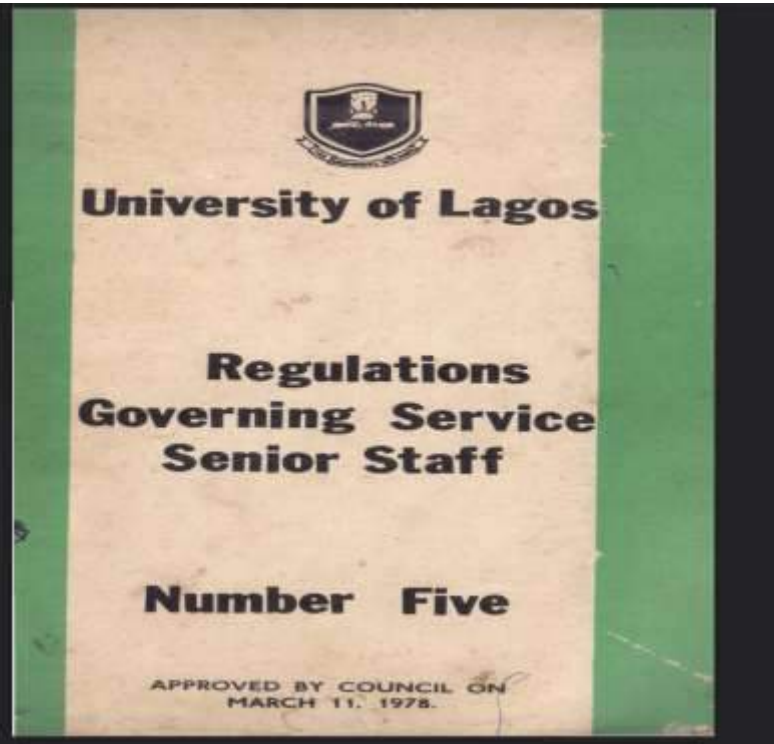 University of Lagos
Regulations
Governing Service
Senior Staff
Number Five
APPROVED BY COUNCIL ON
MARCH 11. 1978.